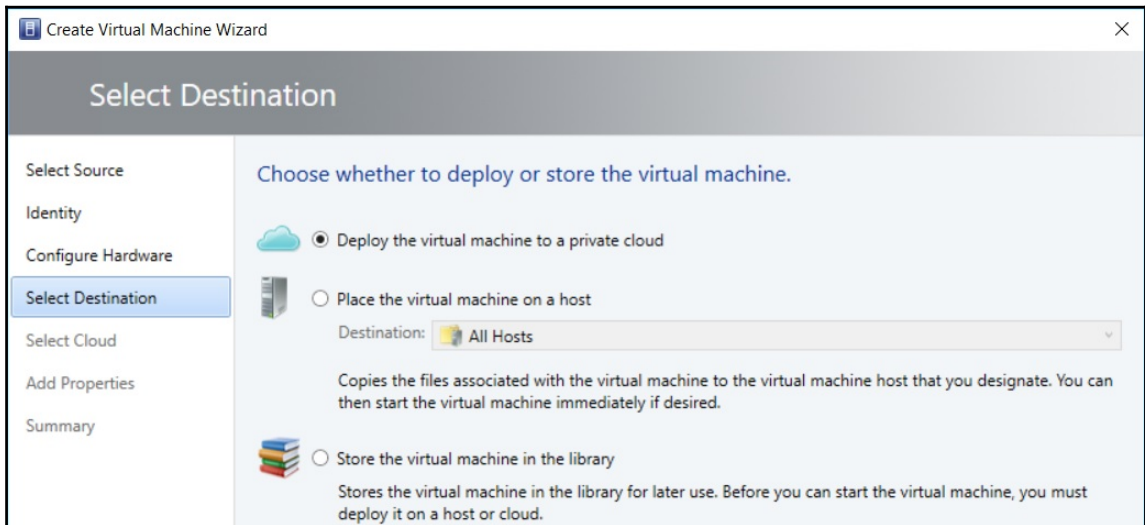 Create Virtual Machine Wizard
Select Destination
Select Source
Identity
Configure Hardware
Select Destination
Select Cloud
Add Properties
Summary
Choose whether to deploy or store the virtual machine.
Deploy the virtual machine to a private cloud
Place the virtual machine on a host
Destination: All Hosts
Copies the files associated with the virtual machine to the virtual machine host that you designate. You can
then start the virtual machine immediately if desired.
Store the virtual machine in the library
Stores the virtual machine in the library for later use. Before you can start the virtual machine, you must
deploy it on a host or cloud.